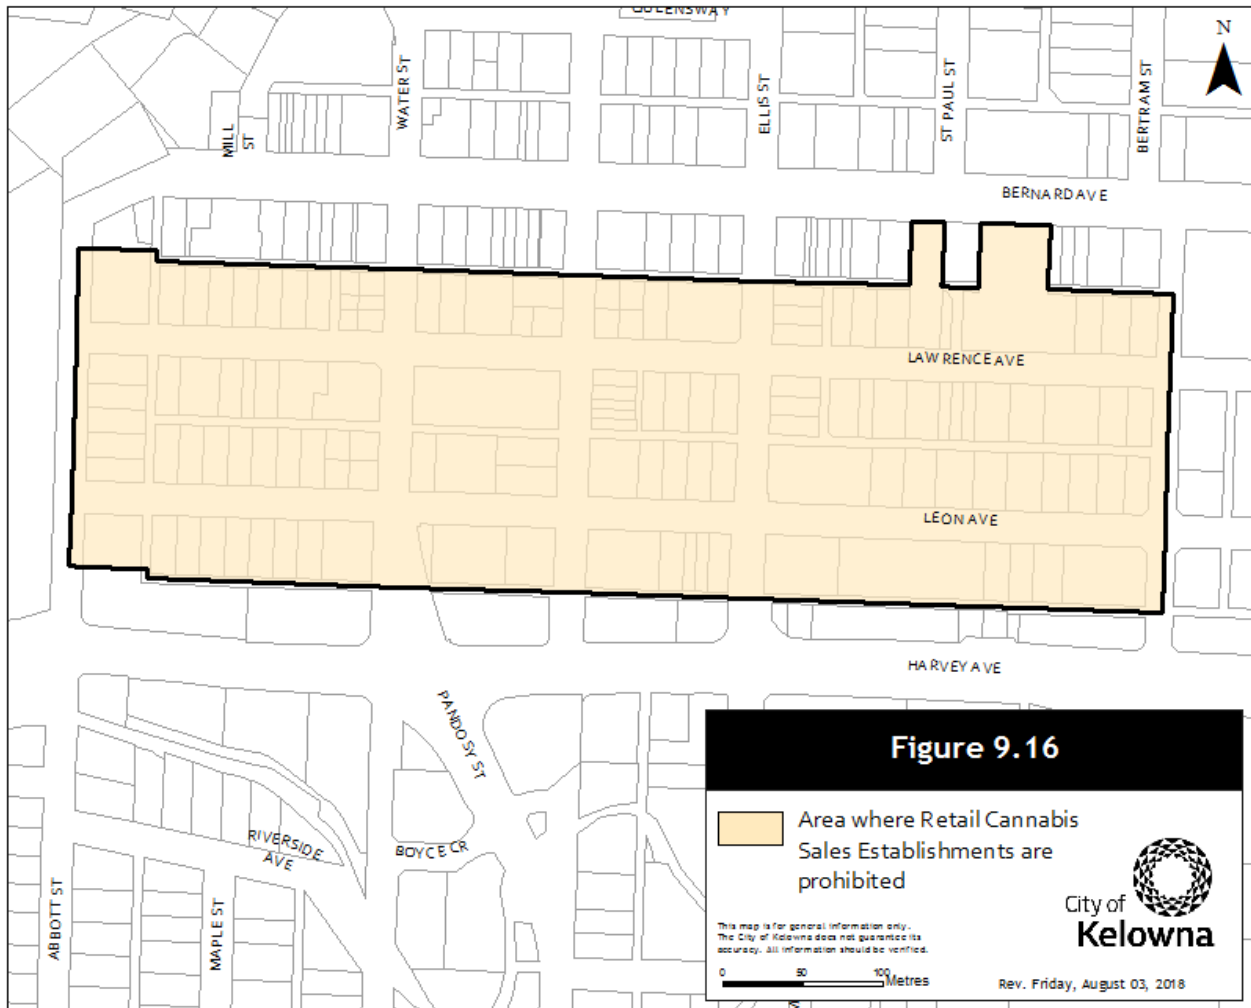 QUEENSWAY
N
WATER ST
ELLIS ST
ST PAUL ST
BERTRAM ST
MILL
ST
BERNARD AVE
LAWRENCE AVE
LEON AVE
HARVEY AVE
PANDOSY ST
RIVERSIDE
AVE
BOYCE CR
ABBOTT ST
MAPLE ST
Figure 9.16
Area where Retail Cannabis
Sales Establishments are
prohibited
City of
Kelowna
This map is for general information only.
The City of Kelowna does not guarantee its
accuracy. All information should be verified.
0 50 100 Metres
Rev. Friday, August 03, 2018